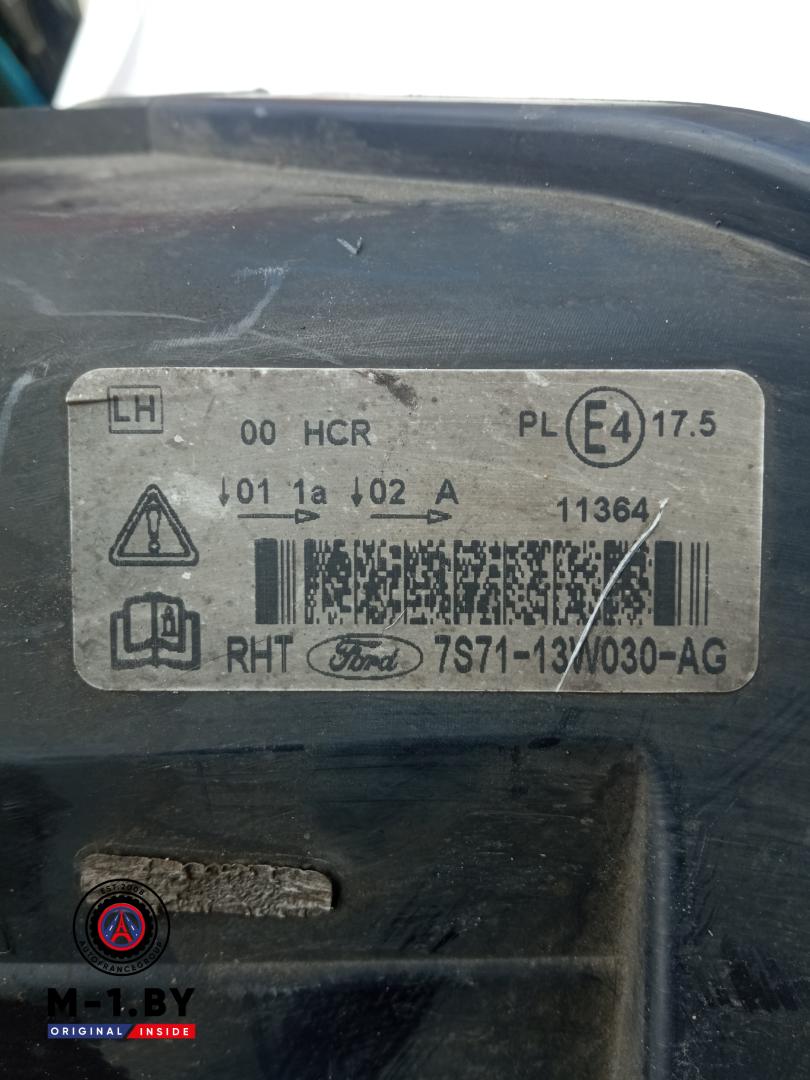 LH
00 HCR
PL E4 17.5
↓01 1a ↓02 A
11364
RHT Ford 7S71-13W030-AG
EST.2008
AUTOFRANCEGROUP
M-1.BY
ORIGINAL INSIDE